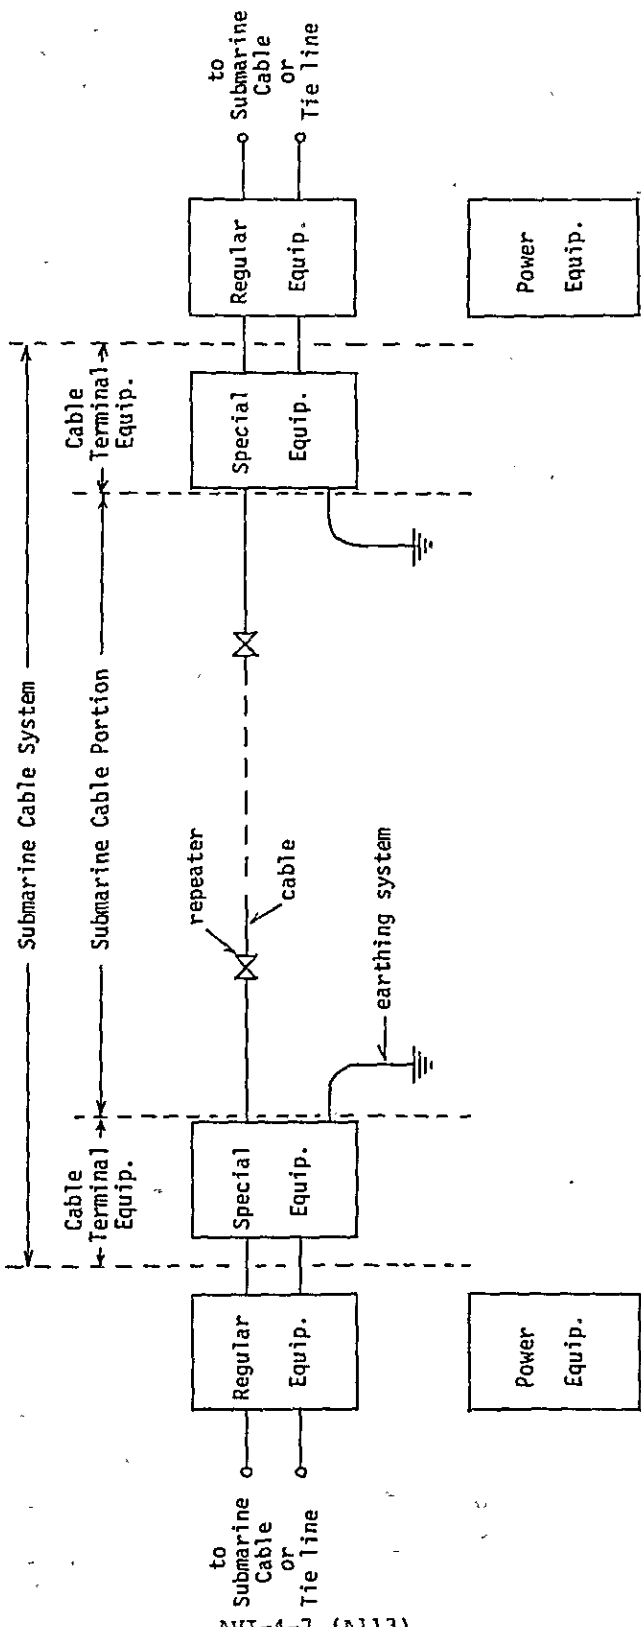 Submarine Cable System
Cable
Terminal
Equip.
Submarine Cable Portion
Cable
Terminal
Equip.
to
Submarine
Cable
or
Tie line
Regular
Equip.
Special
Equip.
repeater
cable
earthing system
Special
Equip.
Regular
Equip.
to
Submarine
Cable
or
Tie line
Power
Equip.
Power
Equip.